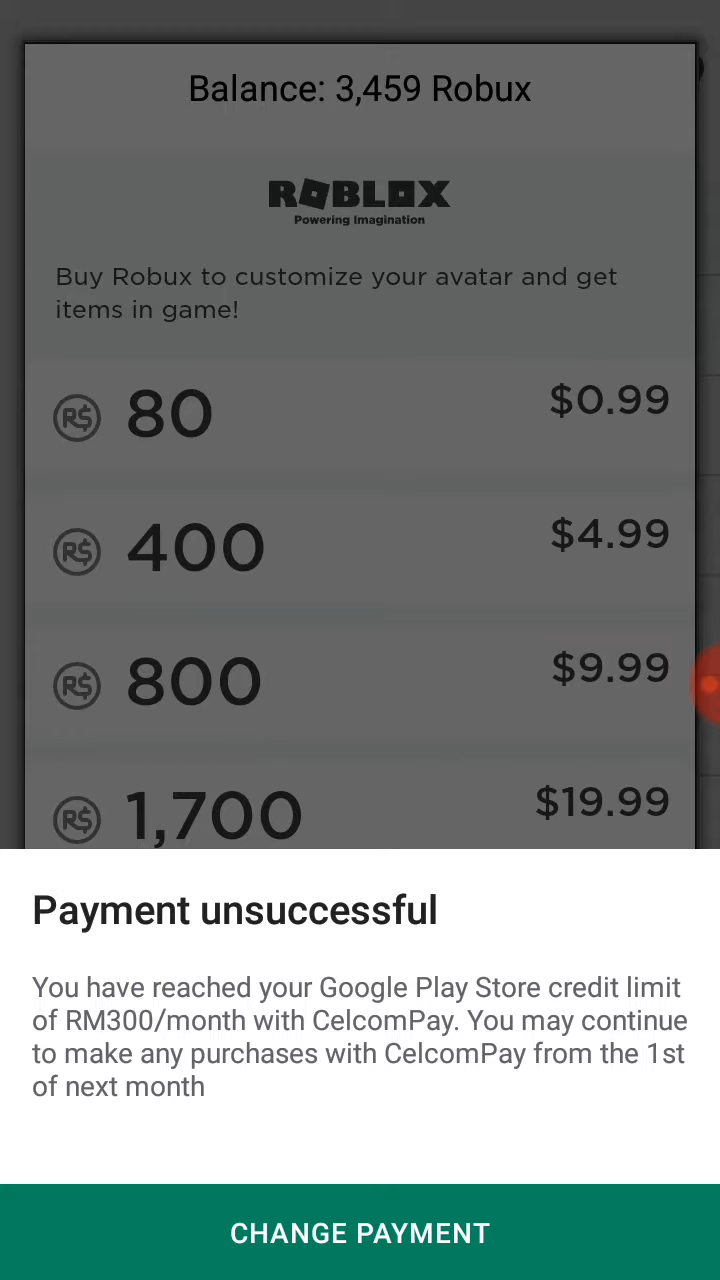 Balance: 3,459 Robux
ROBLOX
Powering Imagination
Buy Robux to customize your avatar and get
items in game!
R$ 80 $0.99
R$ 400 $4.99
R$ 800 $9.99
R$ 1,700 $19.99
Payment unsuccessful
You have reached your Google Play Store credit limit
of RM300/month with CelcomPay. You may continue
to make any purchases with CelcomPay from the 1st
of next month
CHANGE PAYMENT